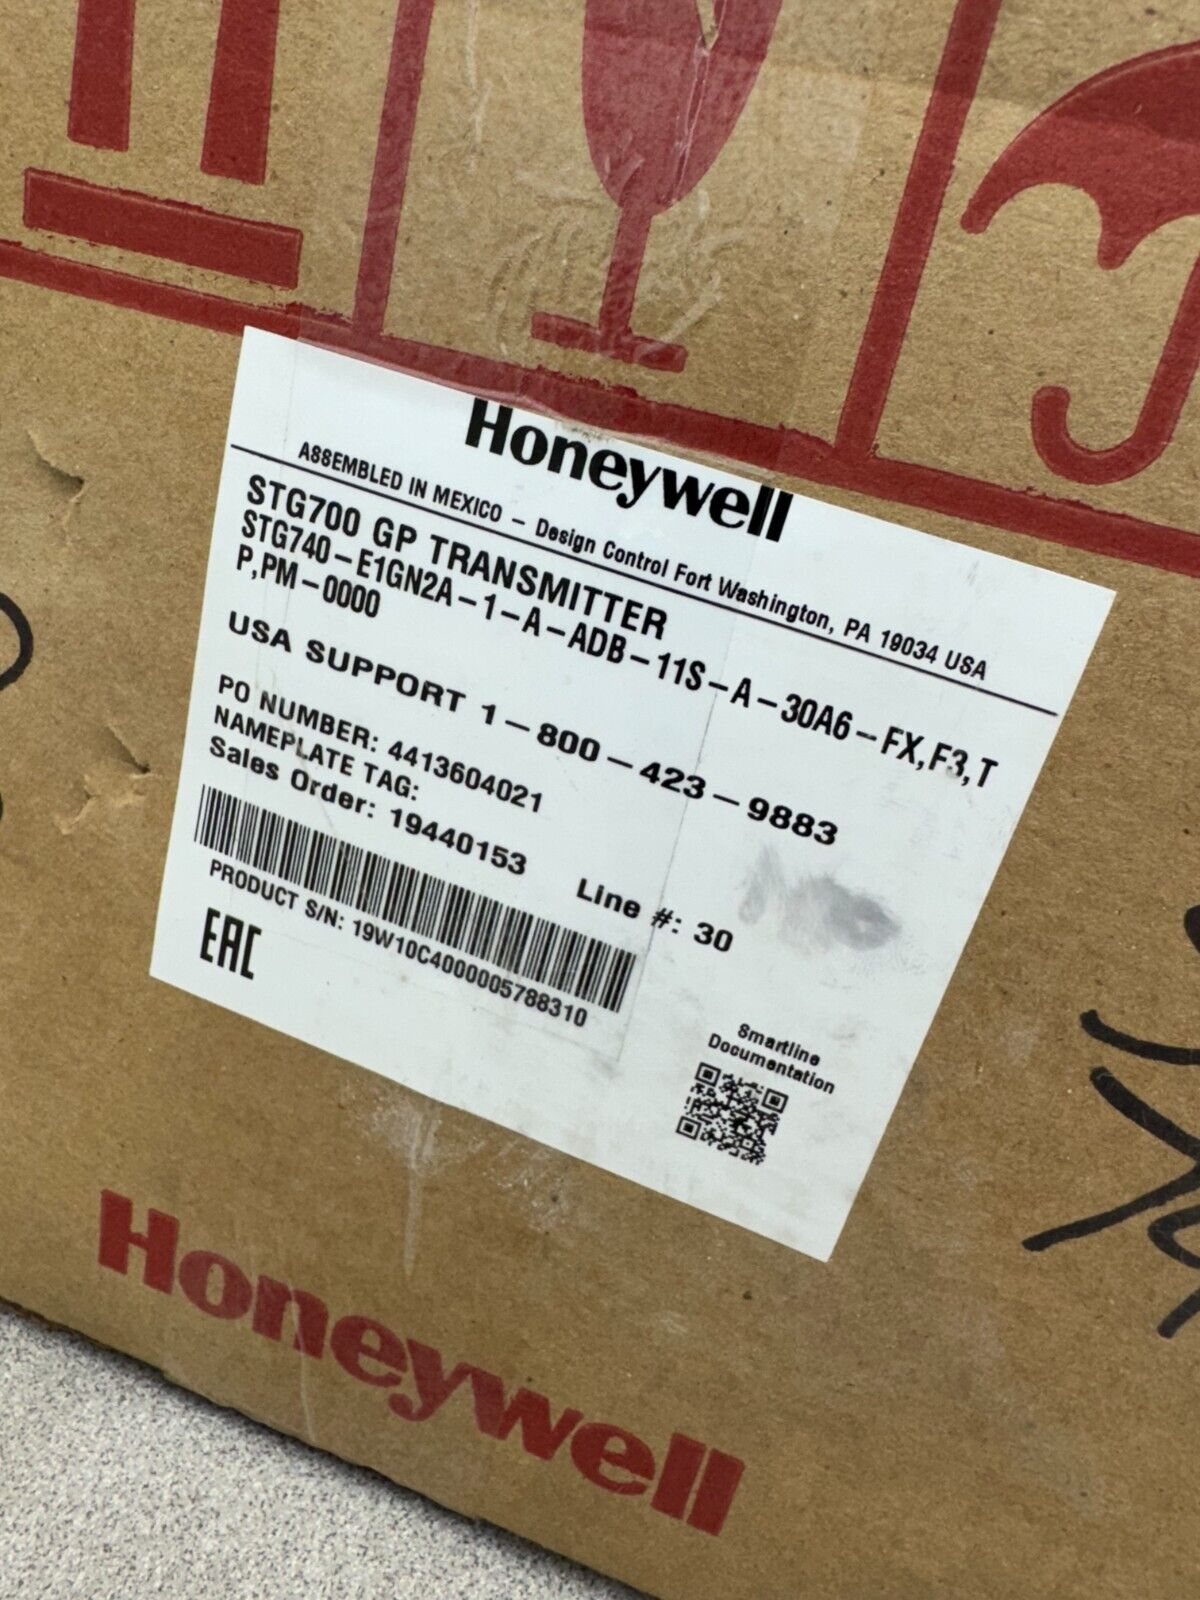 Honeywell
ASSEMBLED IN MEXICO - Design Control Fort Washington, PA 19034 USA
STG700 GP TRANSMITTER
STG740-E1GN2A-1-A-ADB-11S-A-30A6-FX,F3,T
P,PM-0000
USA SUPPORT 1-800-423-9883
PO NUMBER: 4413604021
NAMEPLATE TAG:
Sales Order: 19440153 Line #: 30
PRODUCT S/N: 19W10C4000005788310
EAC
Smartline
Documentation
Honeywell